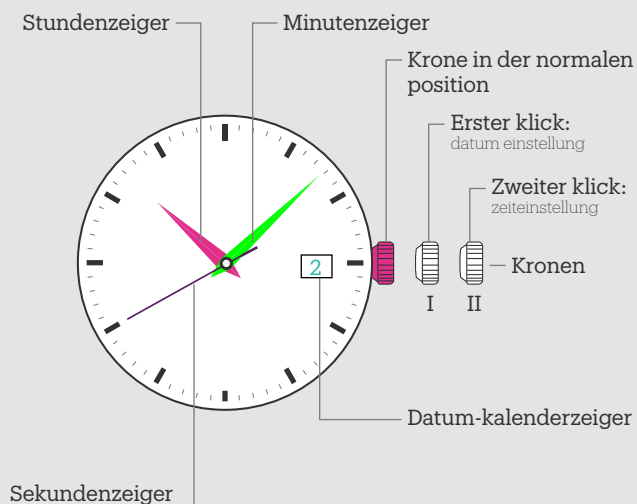 Stundenzeiger
Minutenzeiger
Krone in der normalen
position
Erster klick:
datum einstellung
Zweiter klick:
zeiteinstellung
2
Kronen
I
II
Datum-kalenderzeiger
Sekundenzeiger